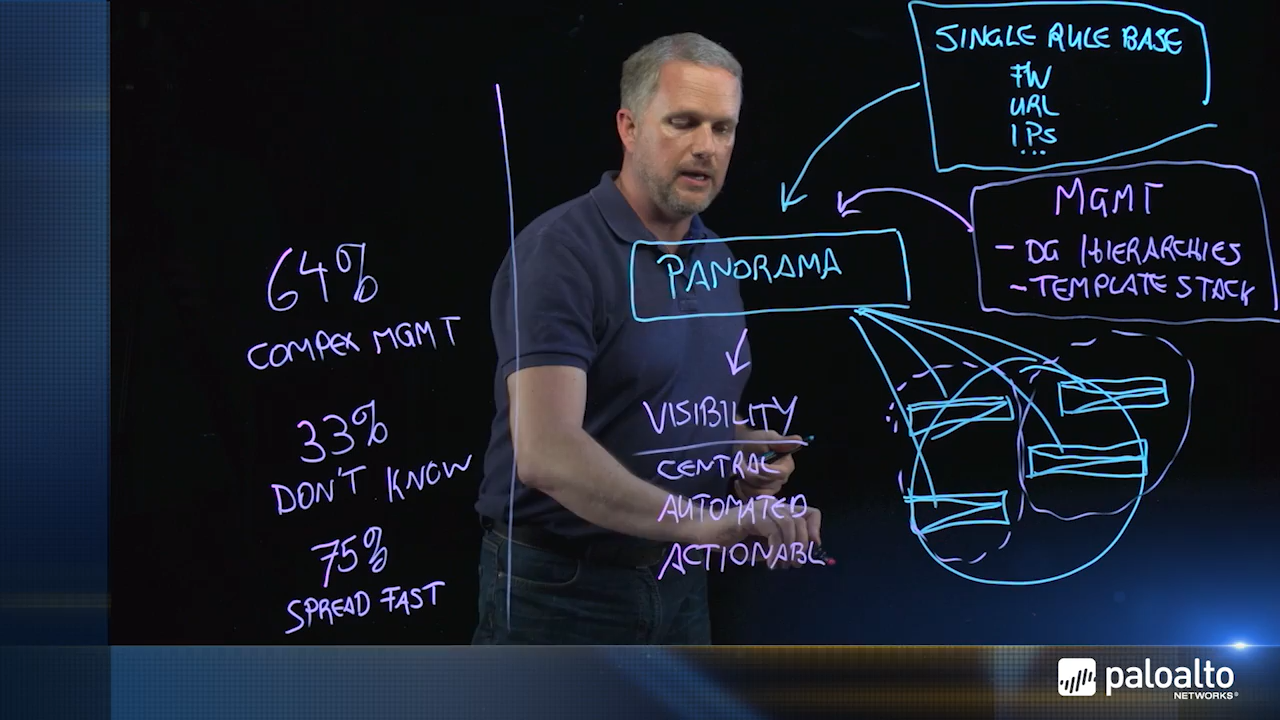 64%
COMPEX MGMT
33%
DON'T KNOW
75%
SPREAD FAST
SINGLE RULE BASE
FW
URL
IPS
...
MGMT
- DG HIERARCHIES
- TEMPLATE STACK
PANORAMA
VISIBILITY
CENTRAL
AUTOMATED
ACTIONABL
paloalto
NETWORKS®